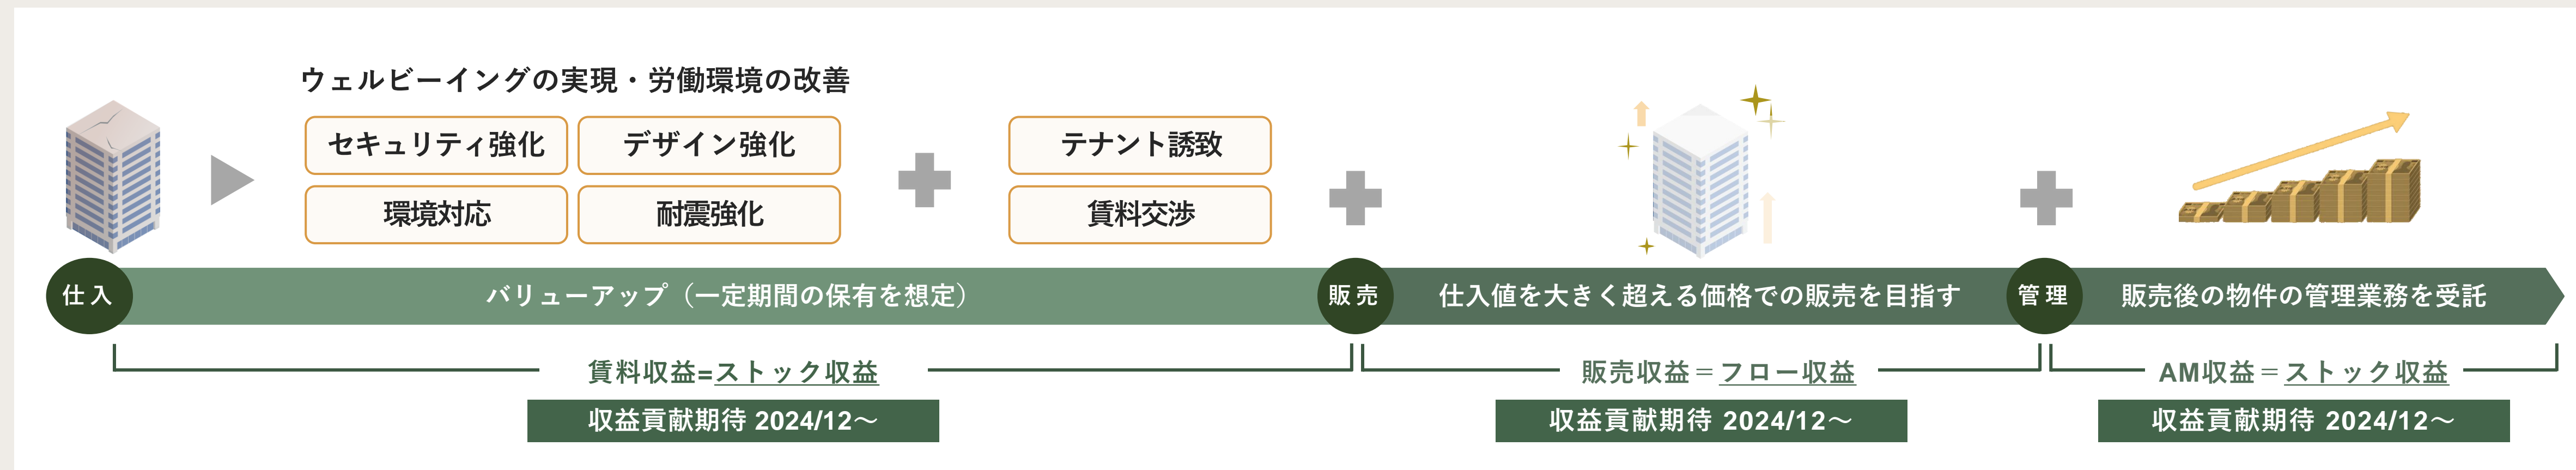 ウェルビーイングの実現・労働環境の改善
セキュリティ強化
デザイン強化
環境対応
耐震強化
テナント誘致
賃料交渉
仕入
バリューアップ（一定期間の保有を想定）
販売
仕入値を大きく超える価格での販売を目指す
管理
販売後の物件の管理業務を受託
賃料収益=ストック収益
収益貢献期待 2024/12～
販売収益＝フロー収益
収益貢献期待 2024/12～
AM収益＝ストック収益
収益貢献期待 2024/12～